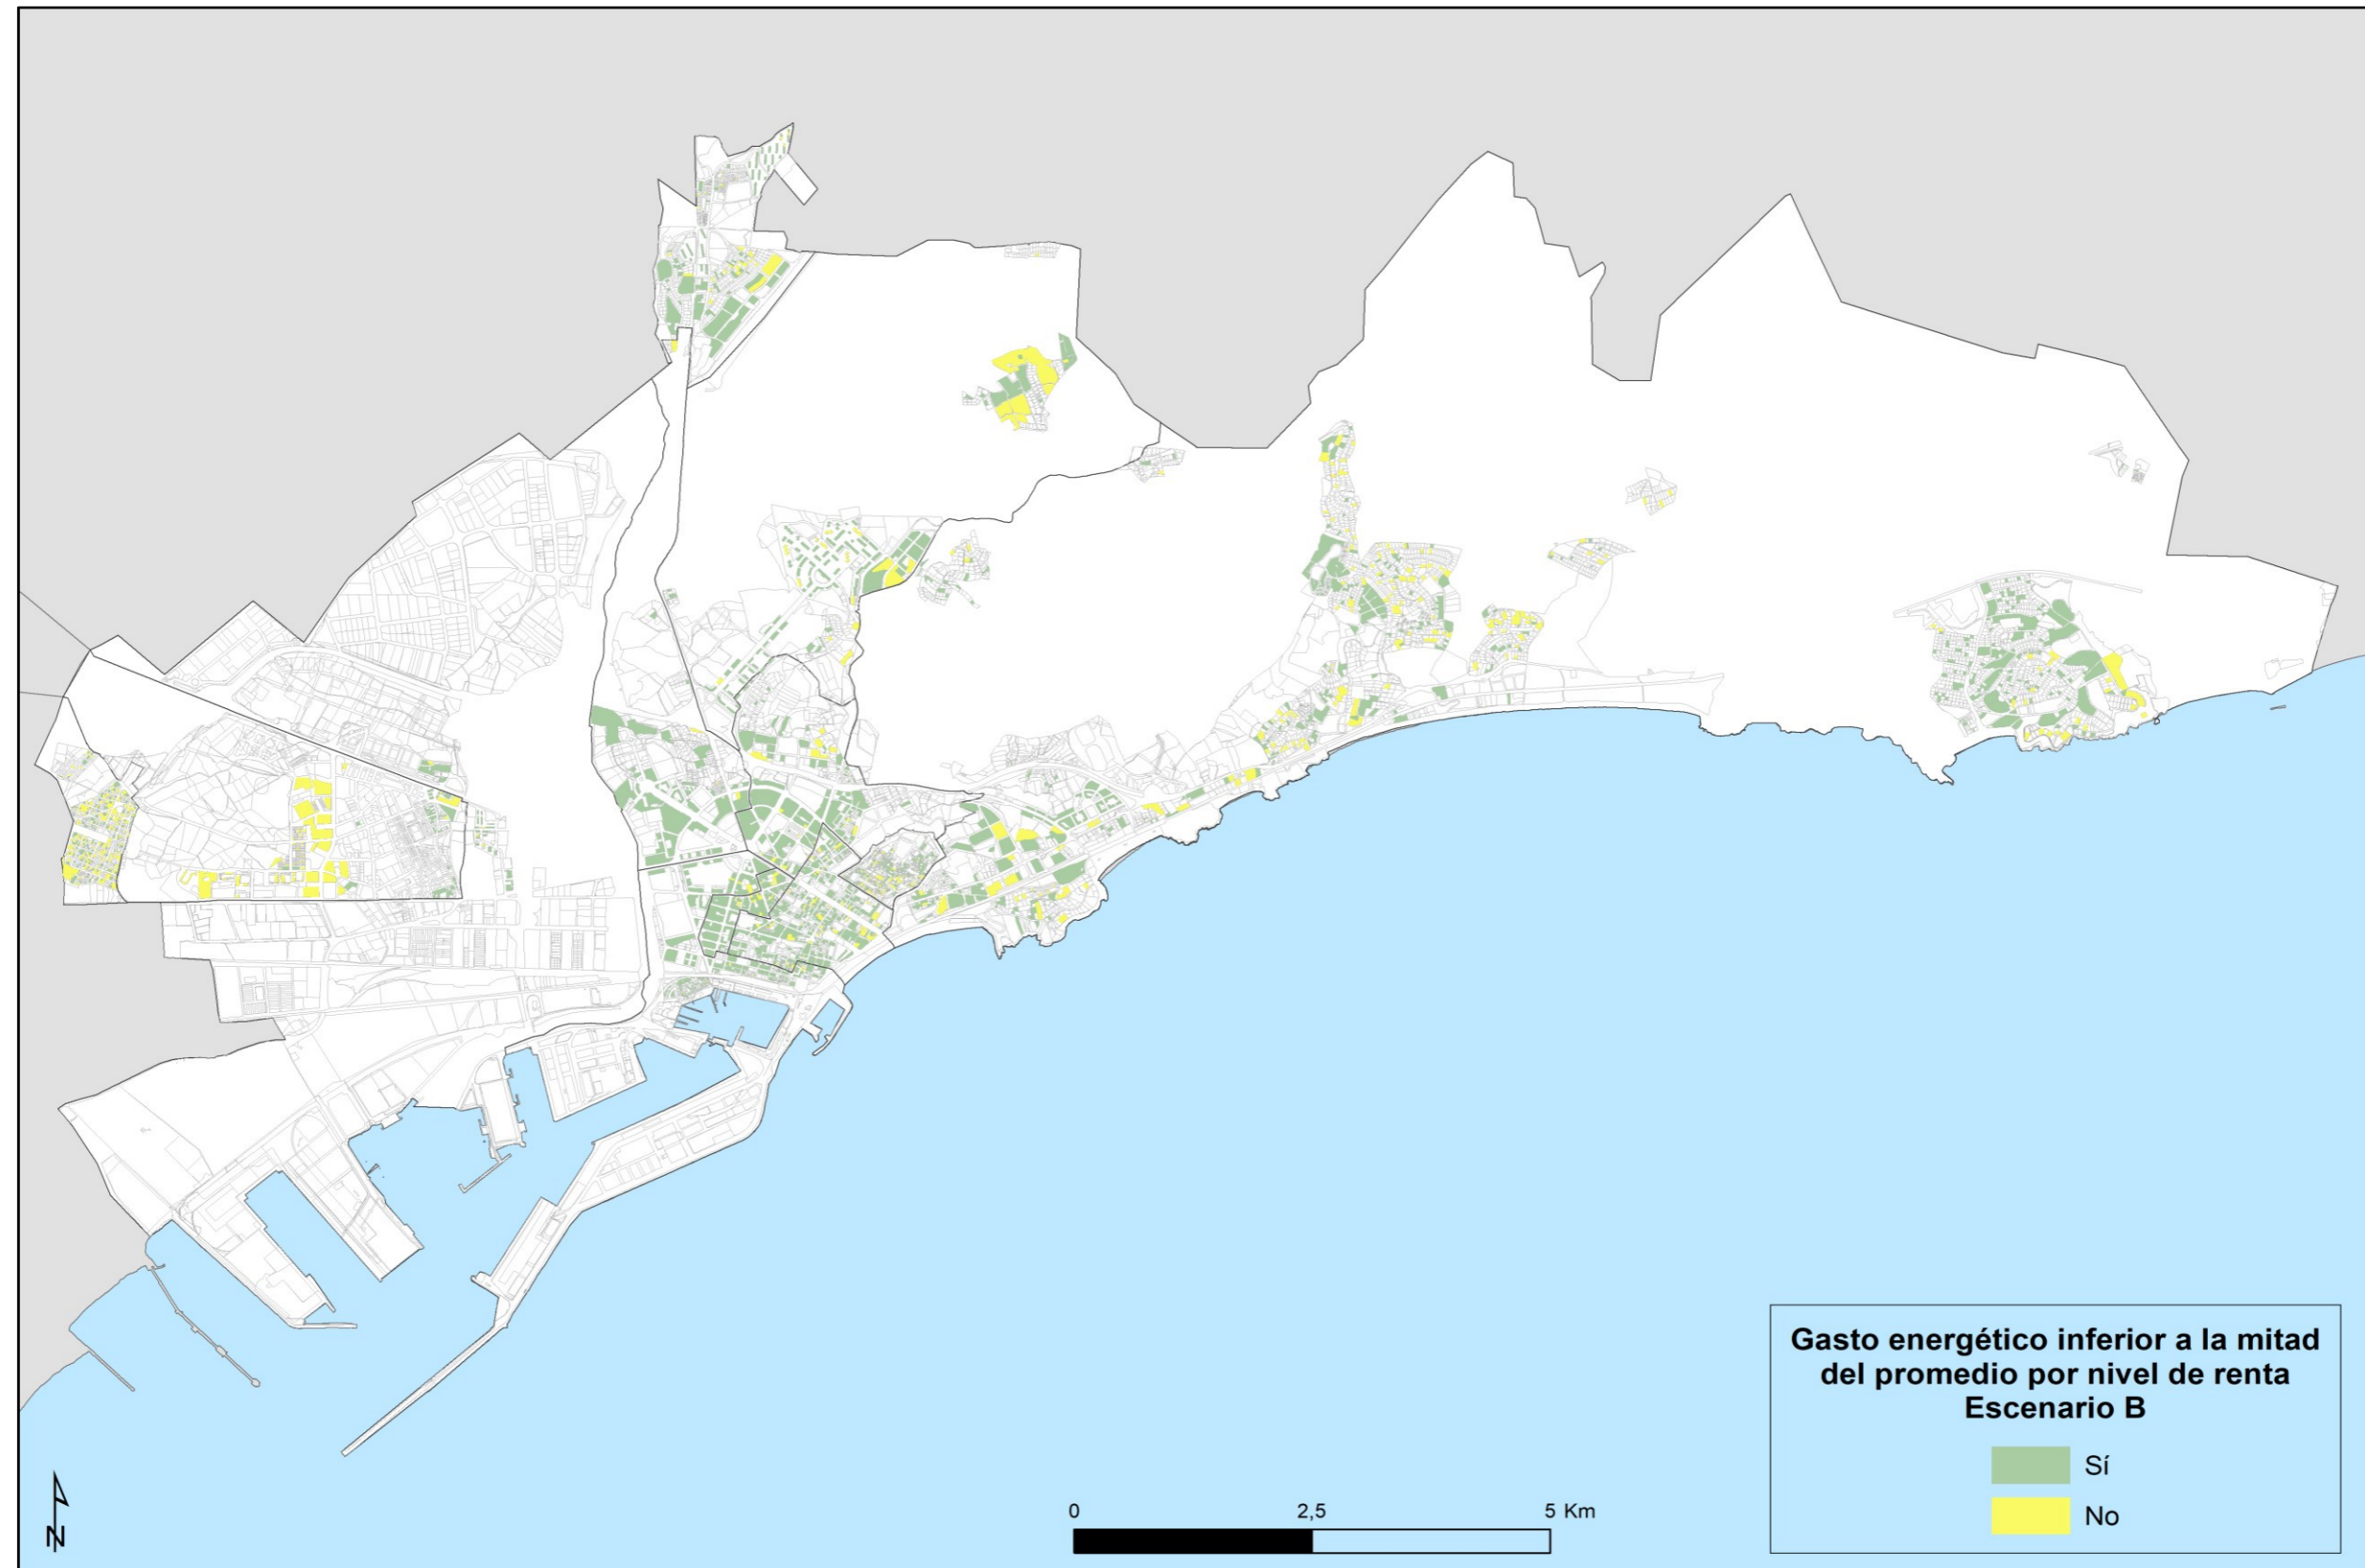 Gasto energético inferior a la mitad
del promedio por nivel de renta
Escenario B
Sí
No
0 2,5 5 Km
N